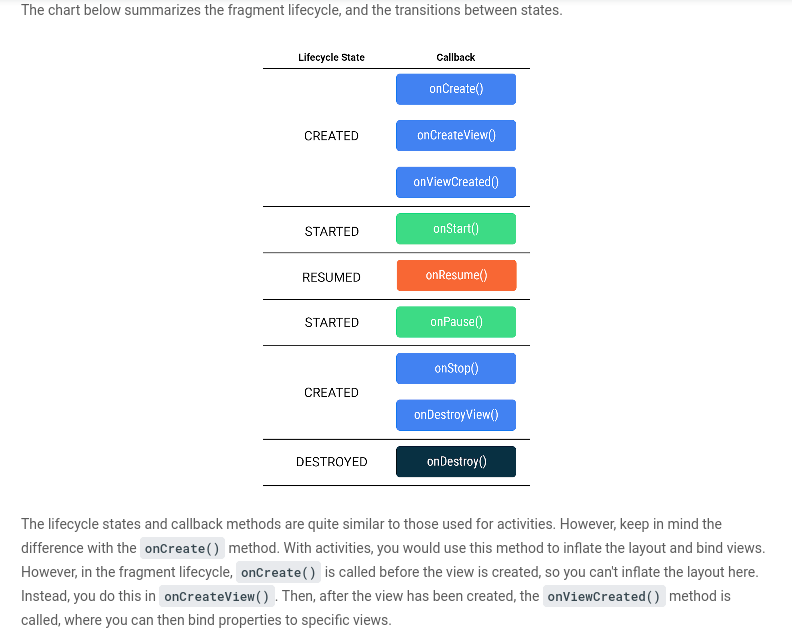 The chart below summarizes the fragment lifecycle, and the transitions between states.
Lifecycle State Callback
onCreate()
CREATED onCreateView()
onViewCreated()
STARTED onStart()
RESUMED onResume()
STARTED onPause()
onStop()
CREATED
onDestroyView()
DESTROYED onDestroy()
The lifecycle states and callback methods are quite similar to those used for activities. However, keep in mind the
difference with the onCreate() method. With activities, you would use this method to inflate the layout and bind views.
However, in the fragment lifecycle, onCreate() is called before the view is created, so you can't inflate the layout here.
Instead, you do this in onCreateView() . Then, after the view has been created, the onViewCreated() method is
called, where you can then bind properties to specific views.